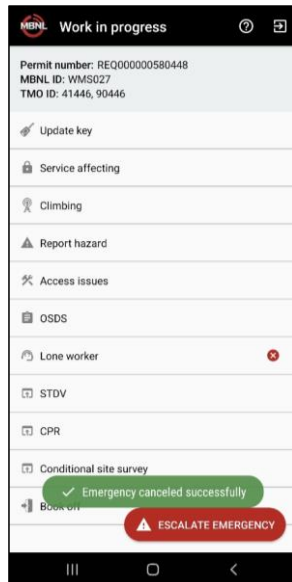 MBNL Work in progress
Permit number: REQ000000580448
MBNL ID: WMS027
TMO ID: 41446, 90446
Update key
Service affecting
Climbing
Report hazard
Access issues
OSDS
Lone worker
STDV
CPR
Conditional site survey
Emergency canceled successfully
Book off
ESCALATE EMERGENCY